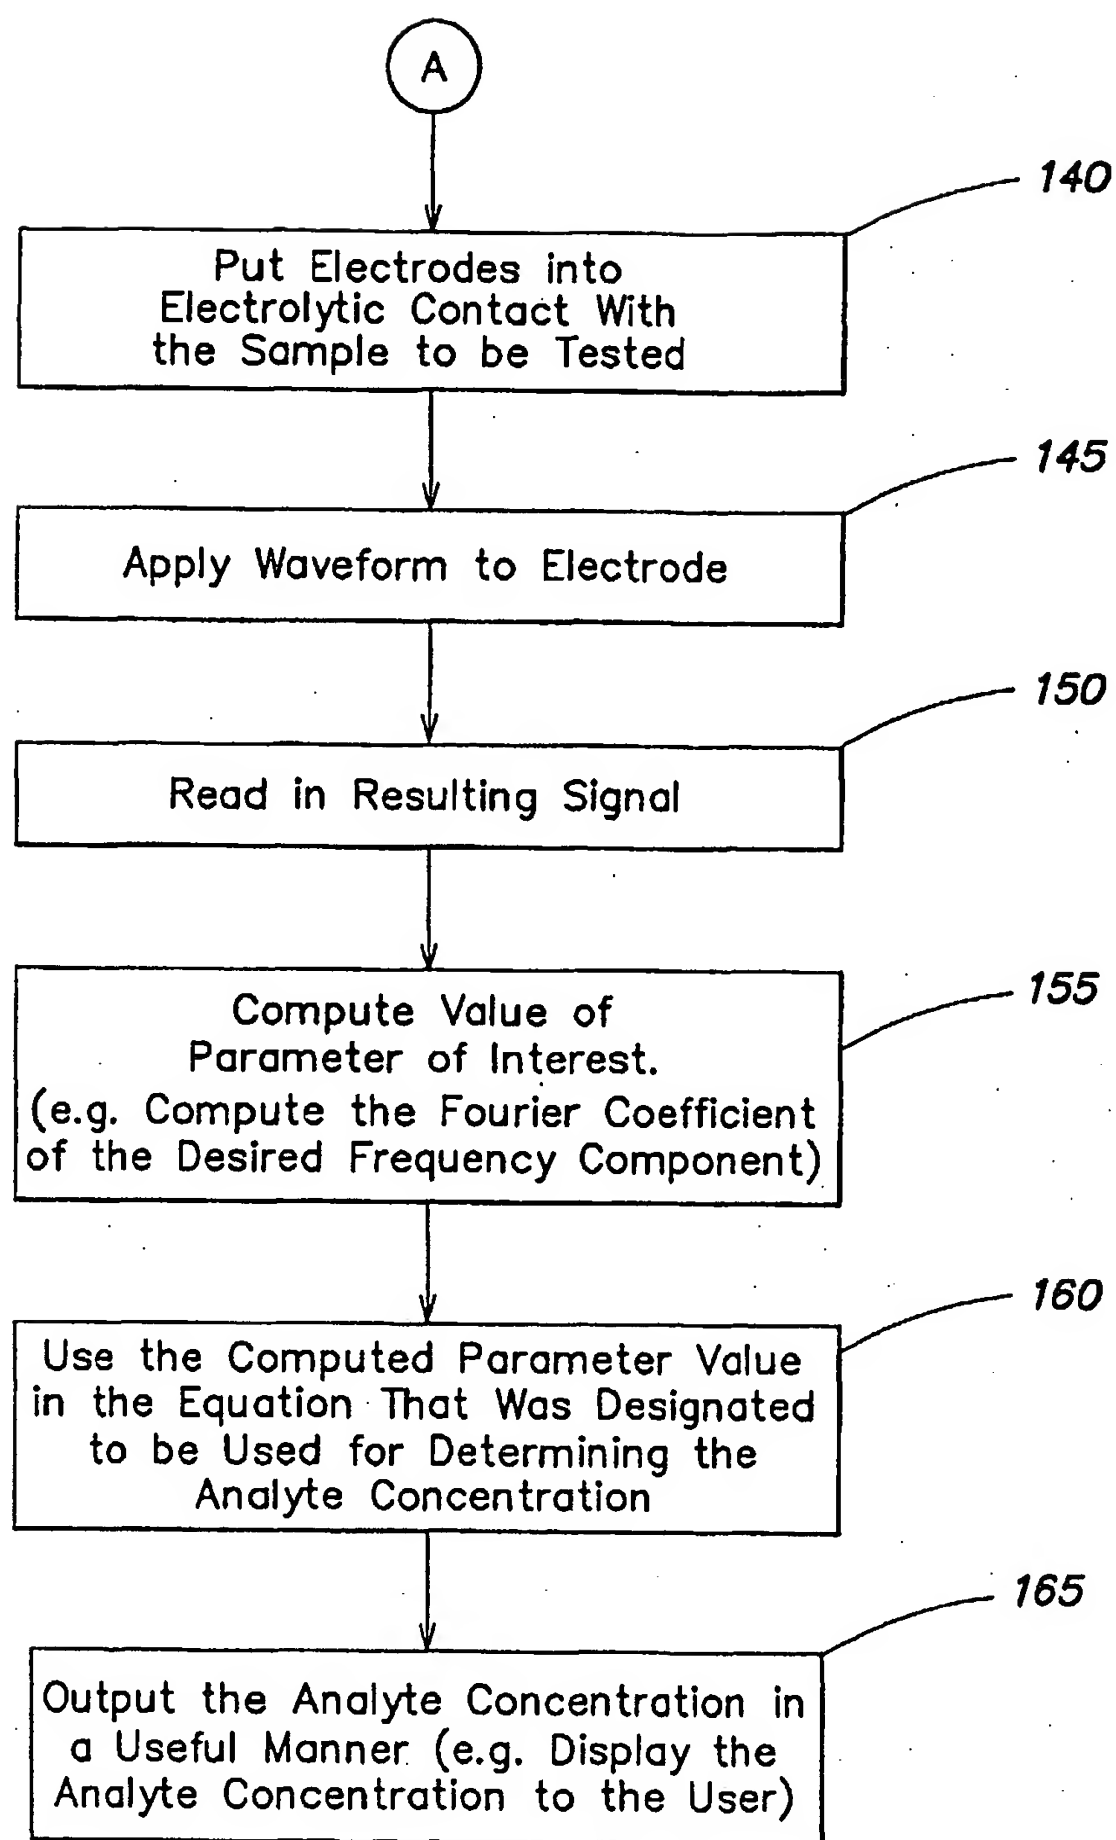 A
140
Put Electrodes into
Electrolytic Contact With
the Sample to be Tested
145
Apply Waveform to Electrode
150
Read in Resulting Signal
155
Compute Value of
Parameter of Interest.
(e.g. Compute the Fourier Coefficient
of the Desired Frequency Component)
160
Use the Computed Parameter Value
in the Equation That Was Designated
to be Used for Determining the
Analyte Concentration
165
Output the Analyte Concentration in
a Useful Manner (e.g. Display the
Analyte Concentration to the User)